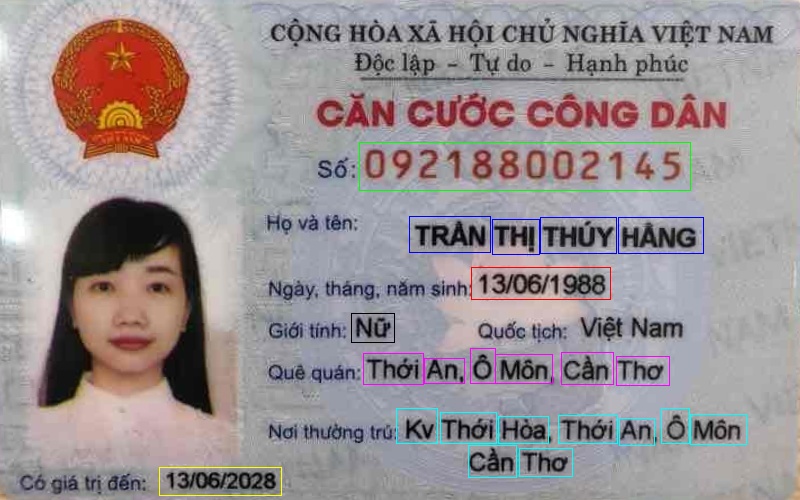 CỘNG HÒA XÃ HỘI CHỦ NGHĨA VIỆT NAM
Độc lập - Tự do - Hạnh phúc
CĂN CƯỚC CÔNG DÂN
Số: 092188002145
Họ và tên: TRẦN THỊ THÚY HẰNG
Ngày, tháng, năm sinh: 13/06/1988
Giới tính: Nữ Quốc tịch: Việt Nam
Quê quán: Thới An, Ô Môn, Cần Thơ
Nơi thường trú: Kv Thới Hòa, Thới An, Ô Môn
Cần Thơ
Có giá trị đến: 13/06/2028